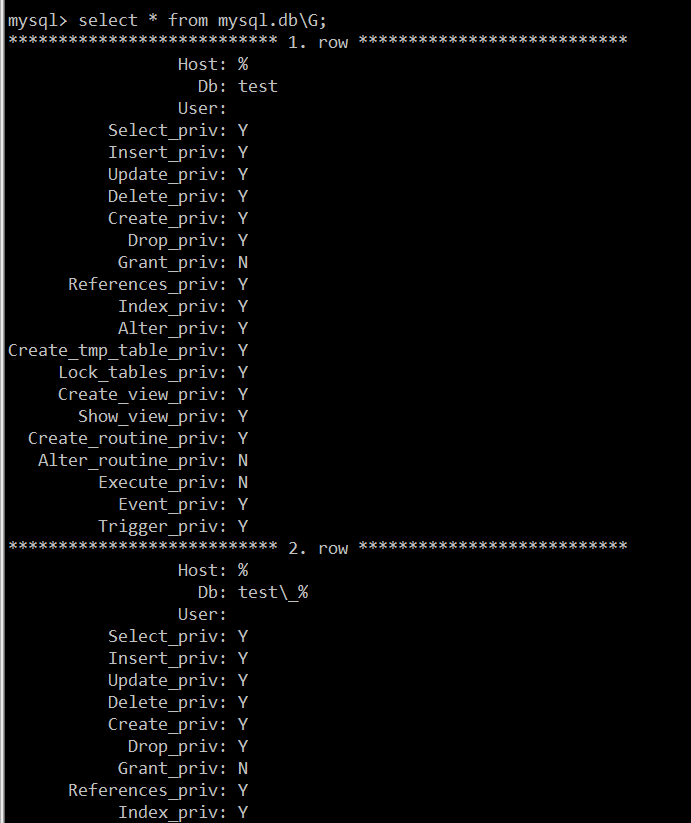 mysql> select * from mysql.db\G;
*************************** 1. row ***************************
Host: %
Db: test
User:
Select_priv: Y
Insert_priv: Y
Update_priv: Y
Delete_priv: Y
Create_priv: Y
Drop_priv: Y
Grant_priv: N
References_priv: Y
Index_priv: Y
Alter_priv: Y
Create_tmp_table_priv: Y
Lock_tables_priv: Y
Create_view_priv: Y
Show_view_priv: Y
Create_routine_priv: Y
Alter_routine_priv: N
Execute_priv: N
Event_priv: Y
Trigger_priv: Y
*************************** 2. row ***************************
Host: %
Db: test\_%
User:
Select_priv: Y
Insert_priv: Y
Update_priv: Y
Delete_priv: Y
Create_priv: Y
Drop_priv: Y
Grant_priv: N
References_priv: Y
Index_priv: Y